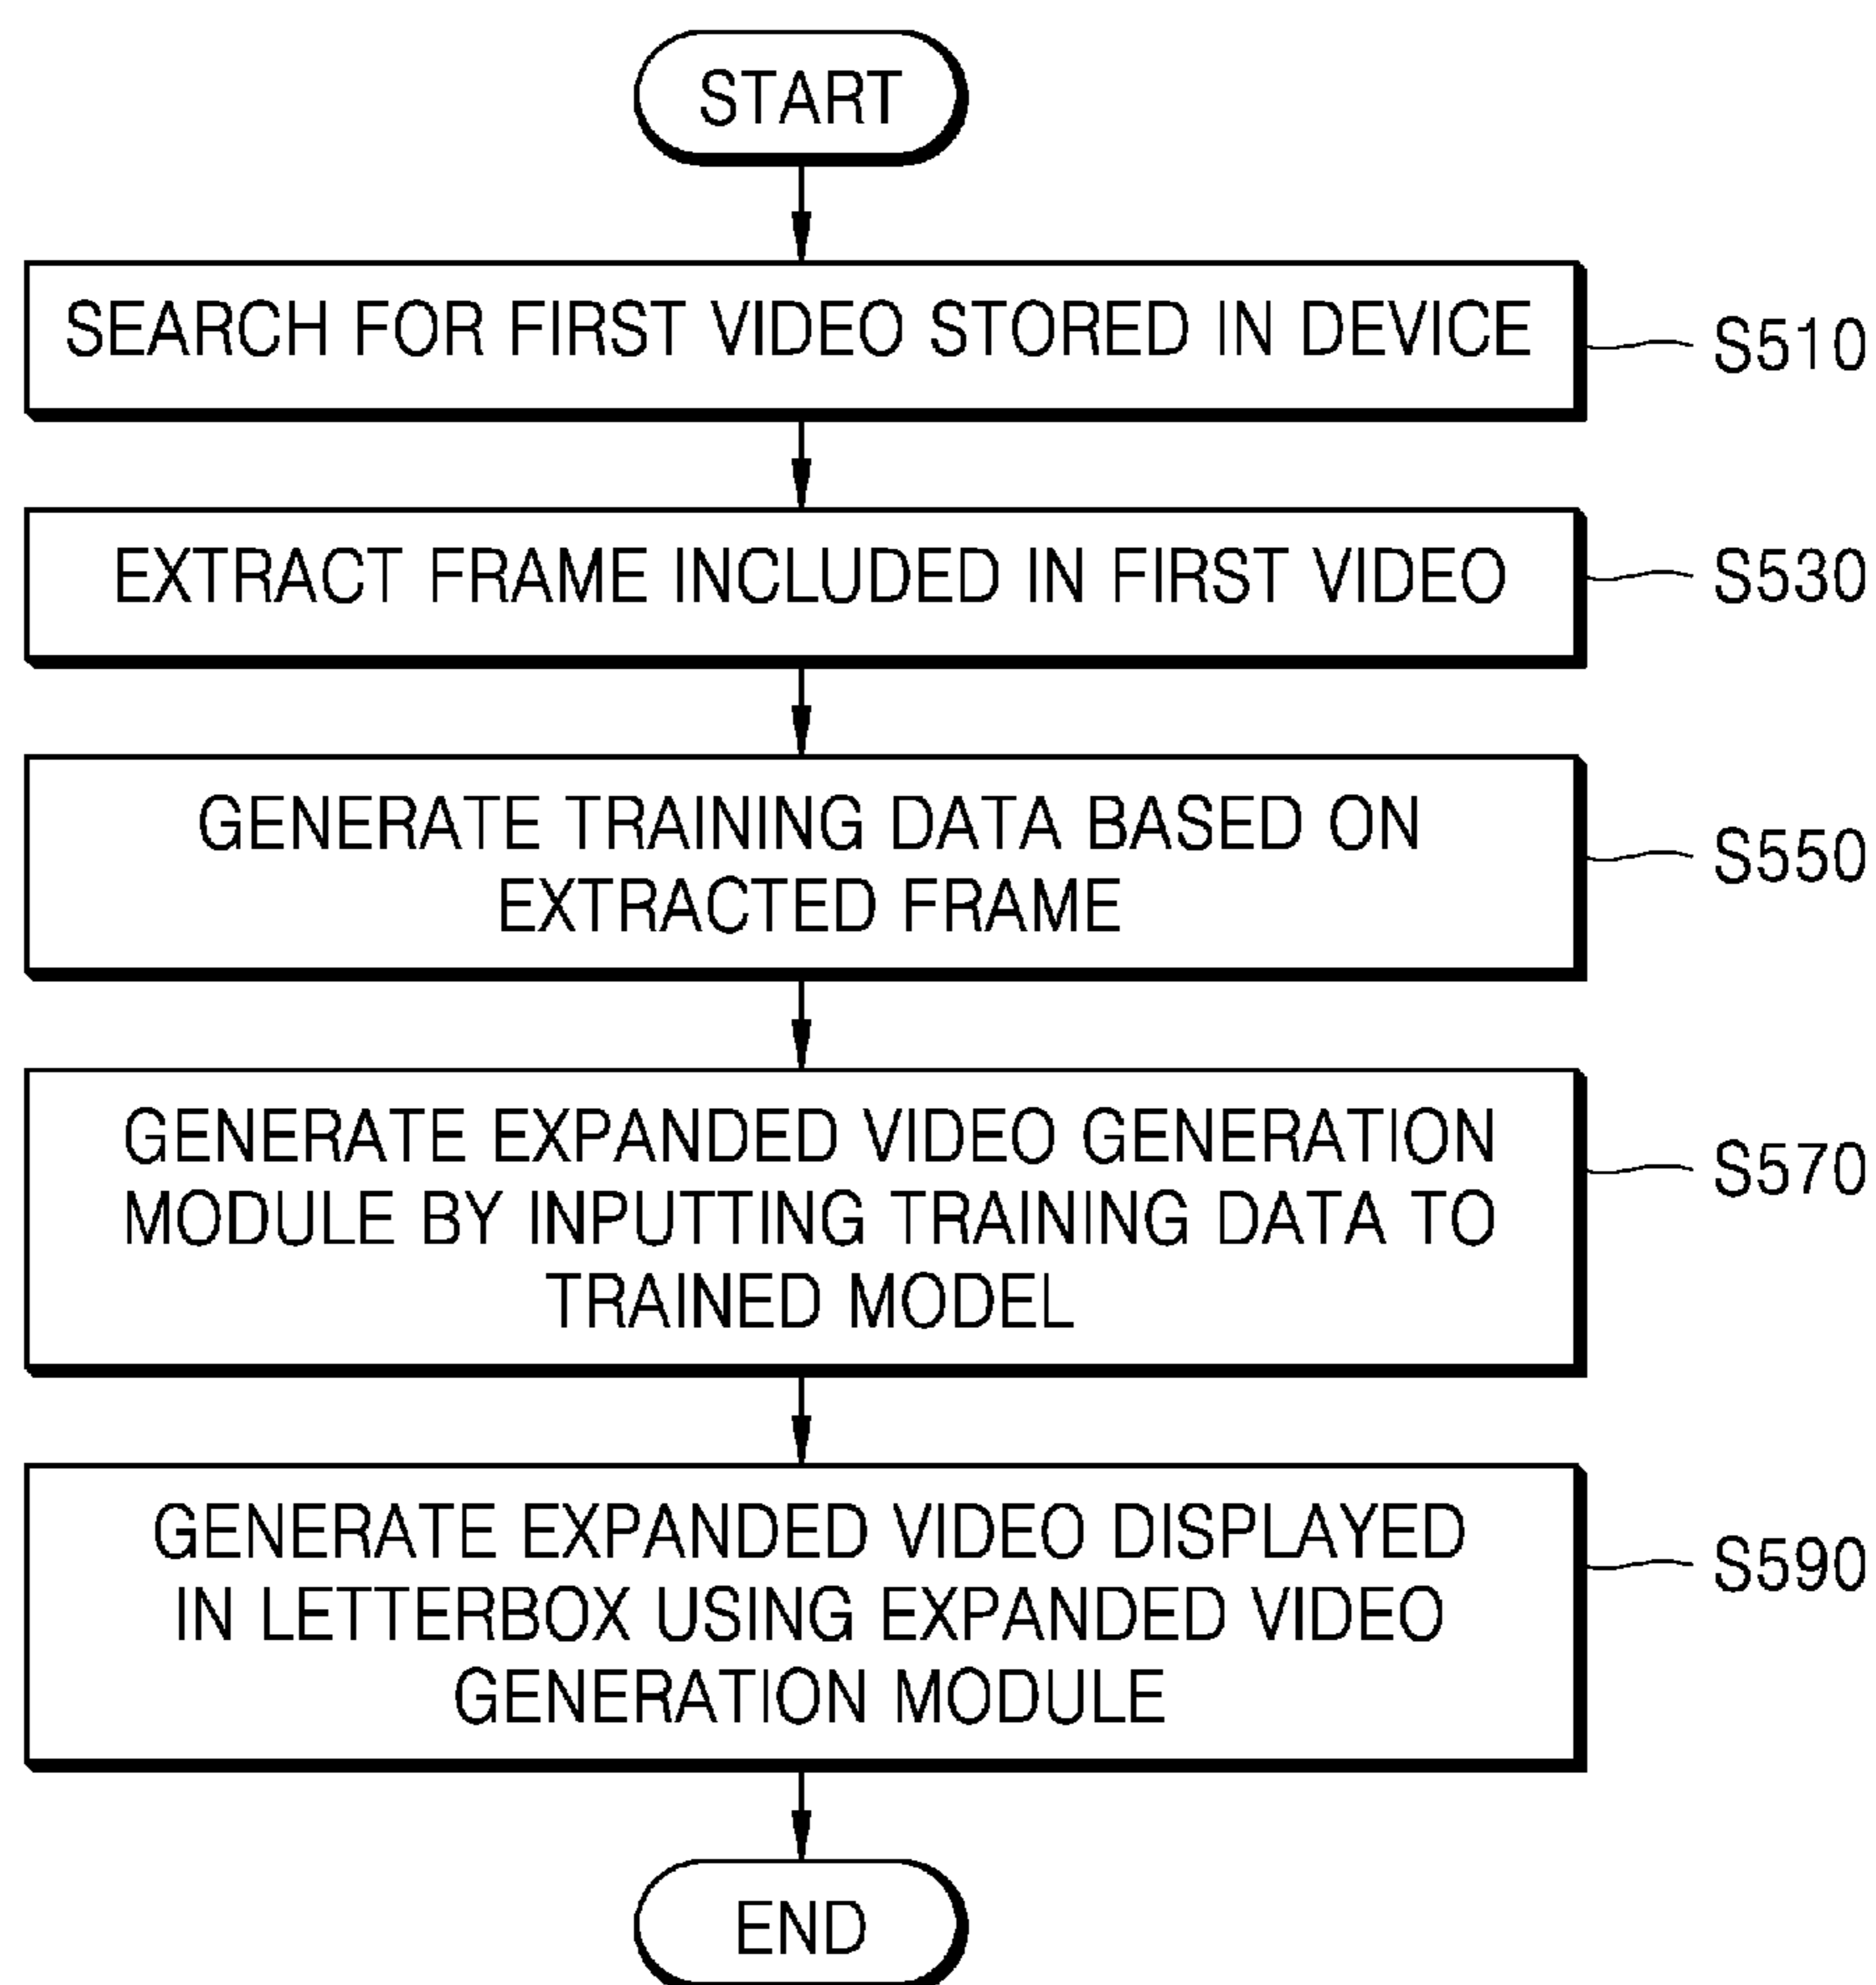 START
SEARCH FOR FIRST VIDEO STORED IN DEVICE
S510
EXTRACT FRAME INCLUDED IN FIRST VIDEO
S530
GENERATE TRAINING DATA BASED ON
EXTRACTED FRAME
S550
GENERATE EXPANDED VIDEO GENERATION
MODULE BY INPUTTING TRAINING DATA TO
TRAINED MODEL
S570
GENERATE EXPANDED VIDEO DISPLAYED
IN LETTERBOX USING EXPANDED VIDEO
GENERATION MODULE
S590
END